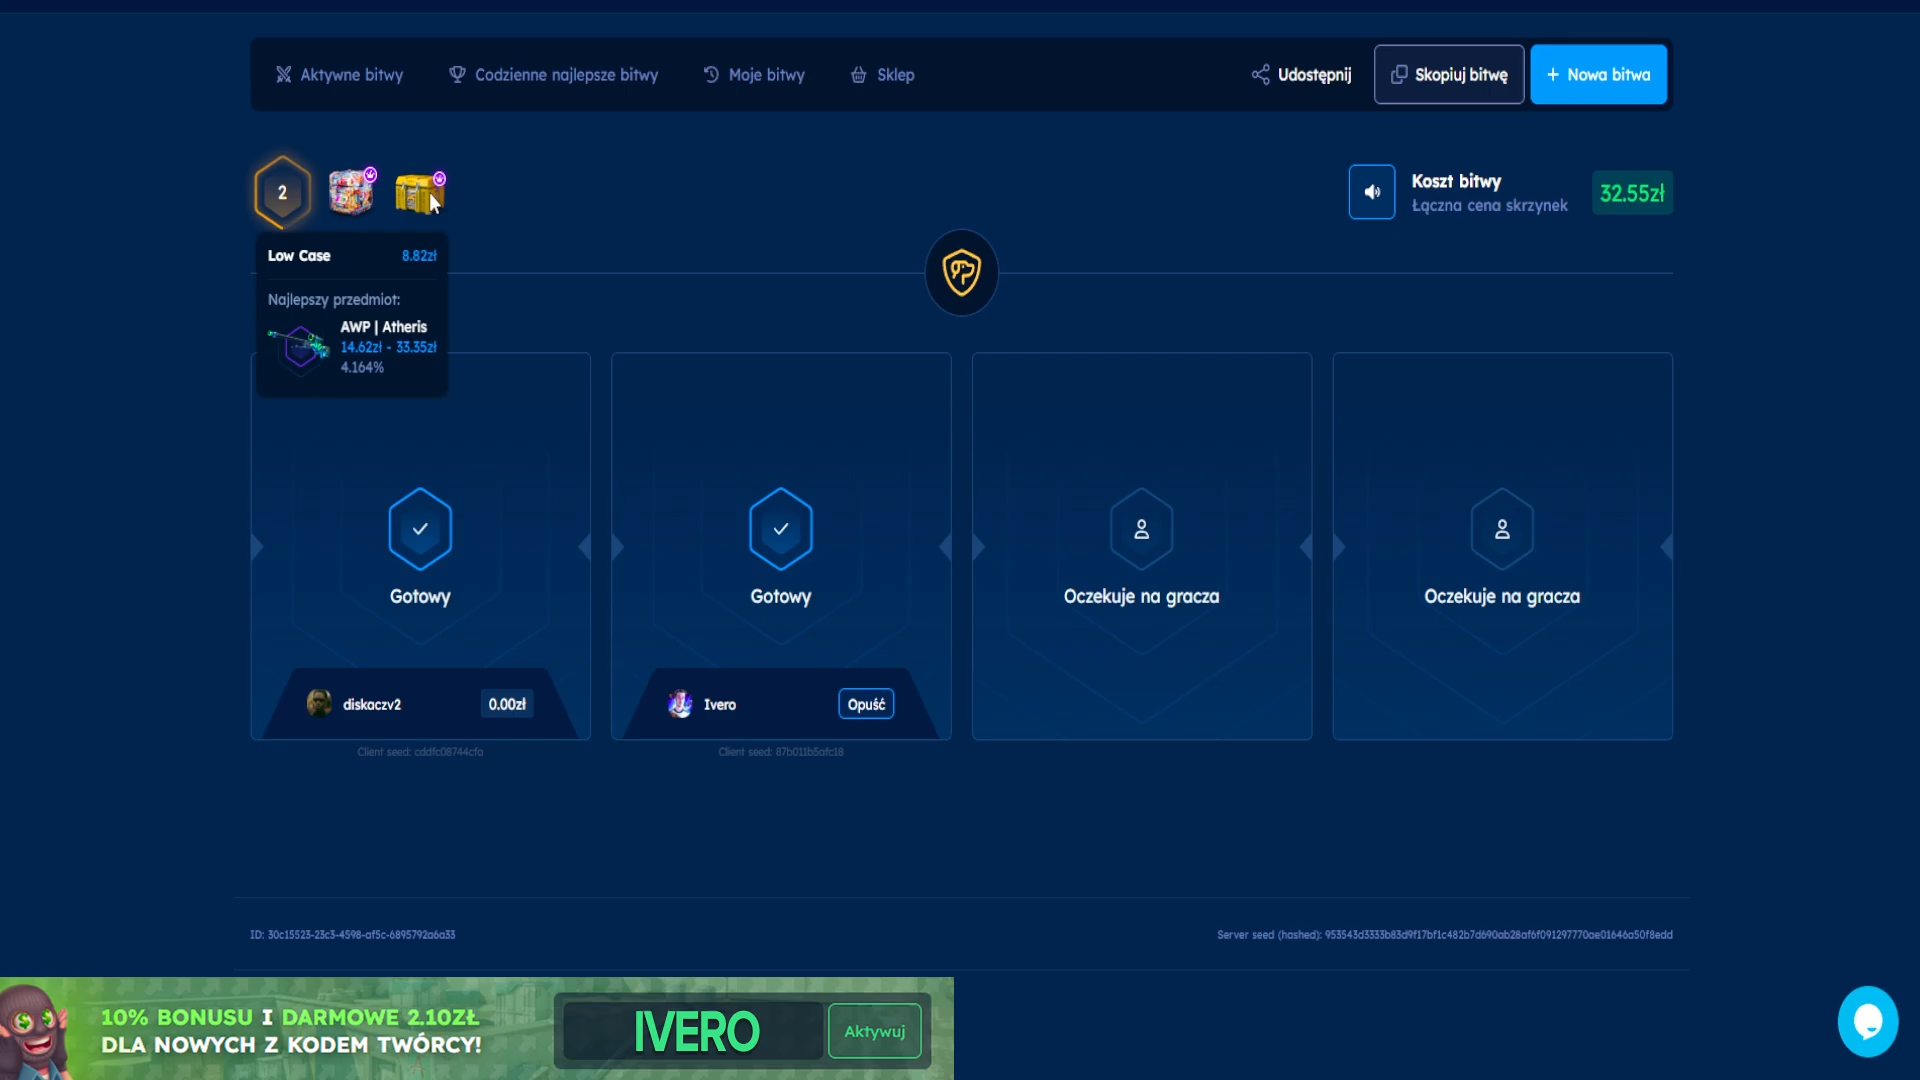 Aktywne bitwy
Codzienne najlepsze bitwy
Moje bitwy
Sklep
Udostępnij
Skopiuj bitwę
+ Nowa bitwa
2
Koszt bitwy
Łączna cena skrzynek
32.55zł
Low Case 8.82zł
Najlepszy przedmiot:
AWP | Atheris
14.62zł - 33.35zł
4.164%
Gotowy
Gotowy
Oczekuje na gracza
Oczekuje na gracza
diskaczv2 0.00zł
Ivero Opuść
Client seed: cddfc08744cfa
Client seed: 87b011b5afc18
ID: 30c15523-23c3-4598-af5c-6895792a6a33
Server seed (hashed): 953543d3333b83d9f17bf1c482b7d690ab28af6f091297770ae01646a50f8edd
10% BONUSU I DARMOWE 2.10ZŁ
DLA NOWYCH Z KODEM TWÓRCY!
IVERO
Aktywuj